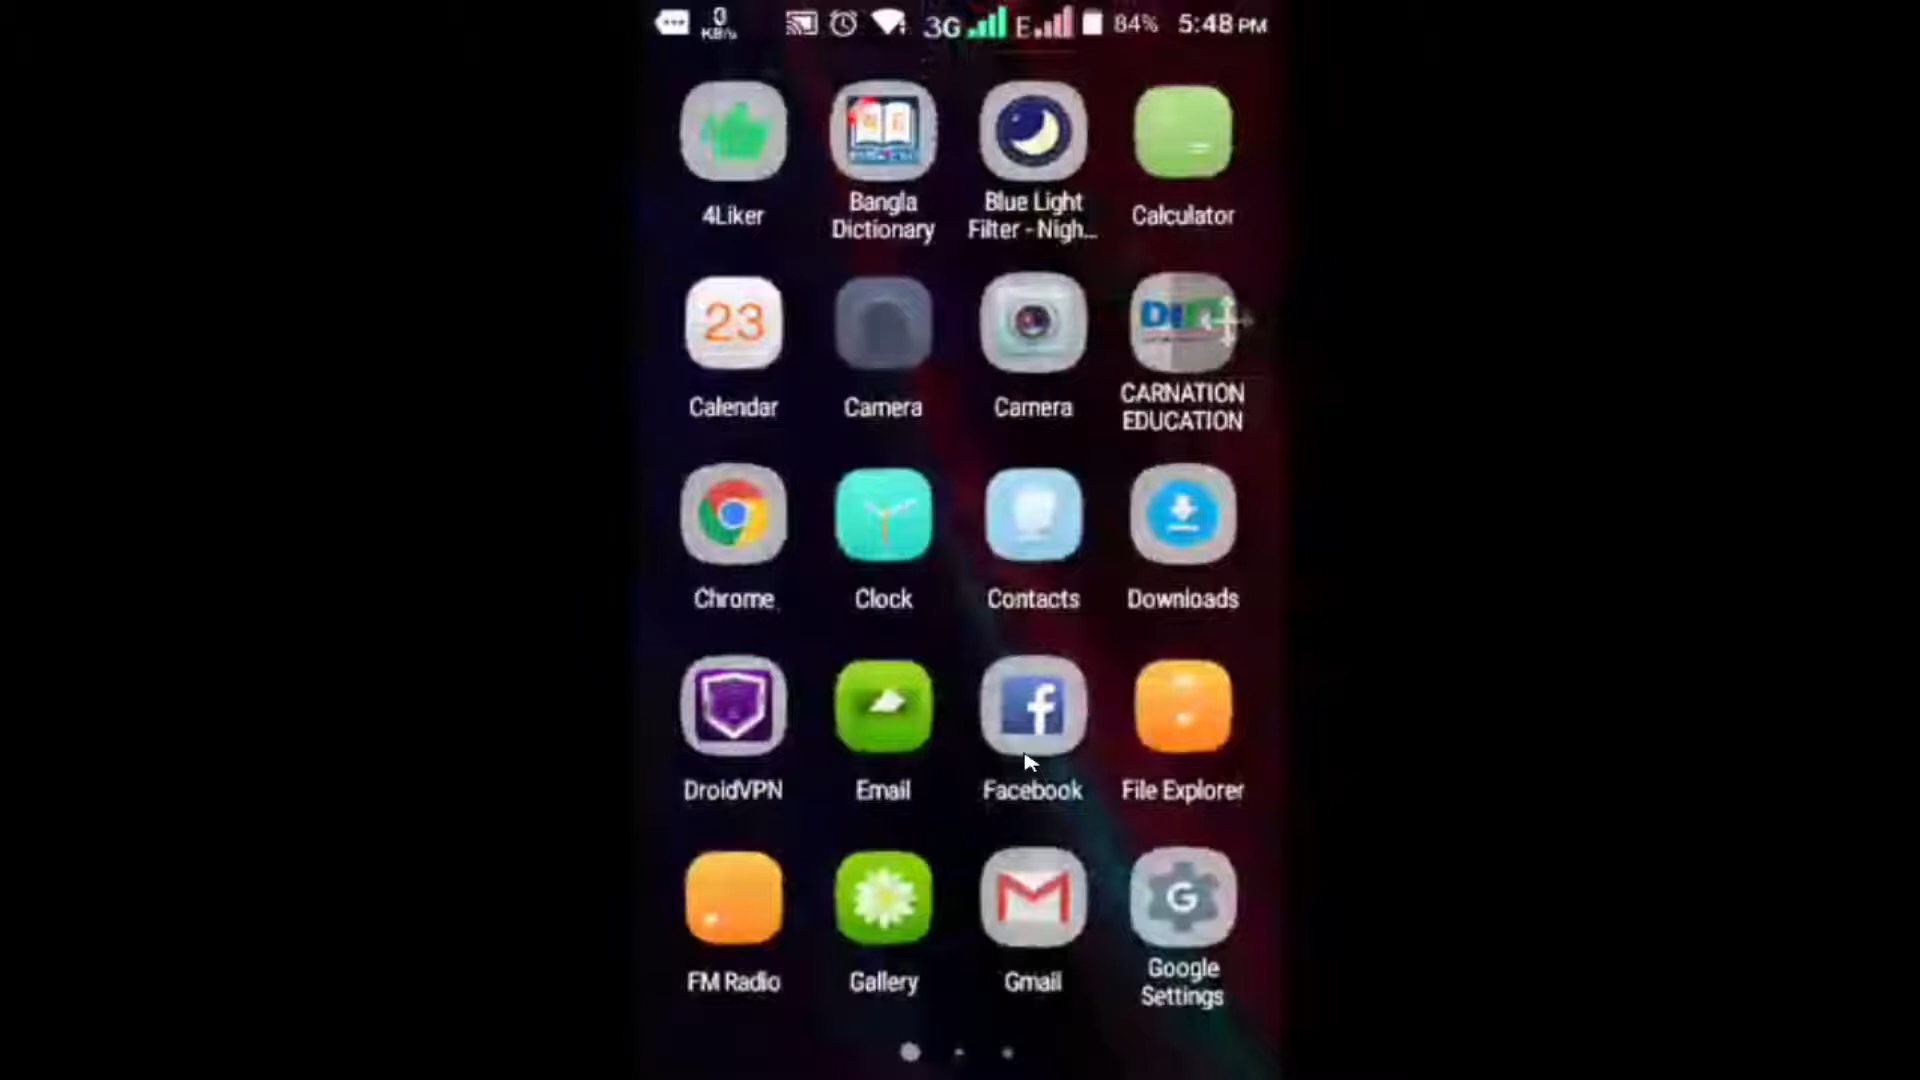 0
KB/s
3G
E
84%
5:48 PM
4Liker
Bangla
Dictionary
Blue Light
Filter - Nigh...
Calculator
23
Calendar
Camera
Camera
CARNATION
EDUCATION
Chrome
Clock
Contacts
Downloads
DroidVPN
Email
f
Facebook
File Explorer
FM Radio
Gallery
M
Gmail
G
Google
Settings